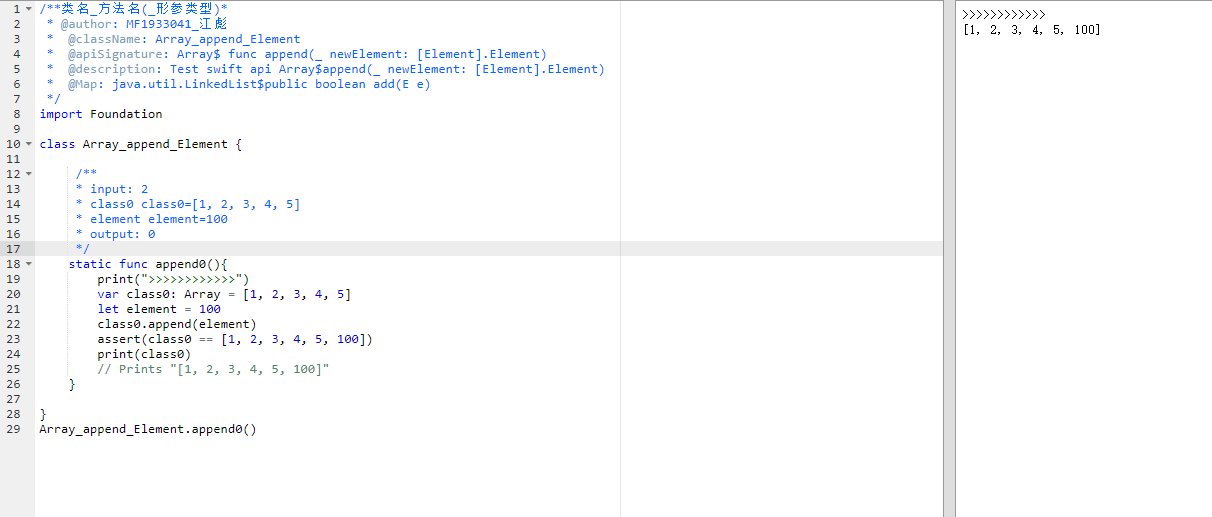 1 /**类名_方法名(_形参类型)*
2 * @author: MF1933041_江彪
3 * @className: Array_append_Element
4 * @apiSignature: Array$ func append(_ newElement: [Element].Element)
5 * @description: Test swift api Array$append(_ newElement: [Element].Element)
6 * @Map: java.util.LinkedList$public boolean add(E e)
7 */
8 import Foundation
9
10 class Array_append_Element {
11
12 /**
13 * input: 2
14 * class0 class0=[1, 2, 3, 4, 5]
15 * element element=100
16 * output: 0
17 */
18 static func append0(){
19 print(">>>>>>>>>>>>")
20 var class0: Array = [1, 2, 3, 4, 5]
21 let element = 100
22 class0.append(element)
23 assert(class0 == [1, 2, 3, 4, 5, 100])
24 print(class0)
25 // Prints "[1, 2, 3, 4, 5, 100]"
26 }
27
28 }
29 Array_append_Element.append0()
>>>>>>>>>>>>
[1, 2, 3, 4, 5, 100]